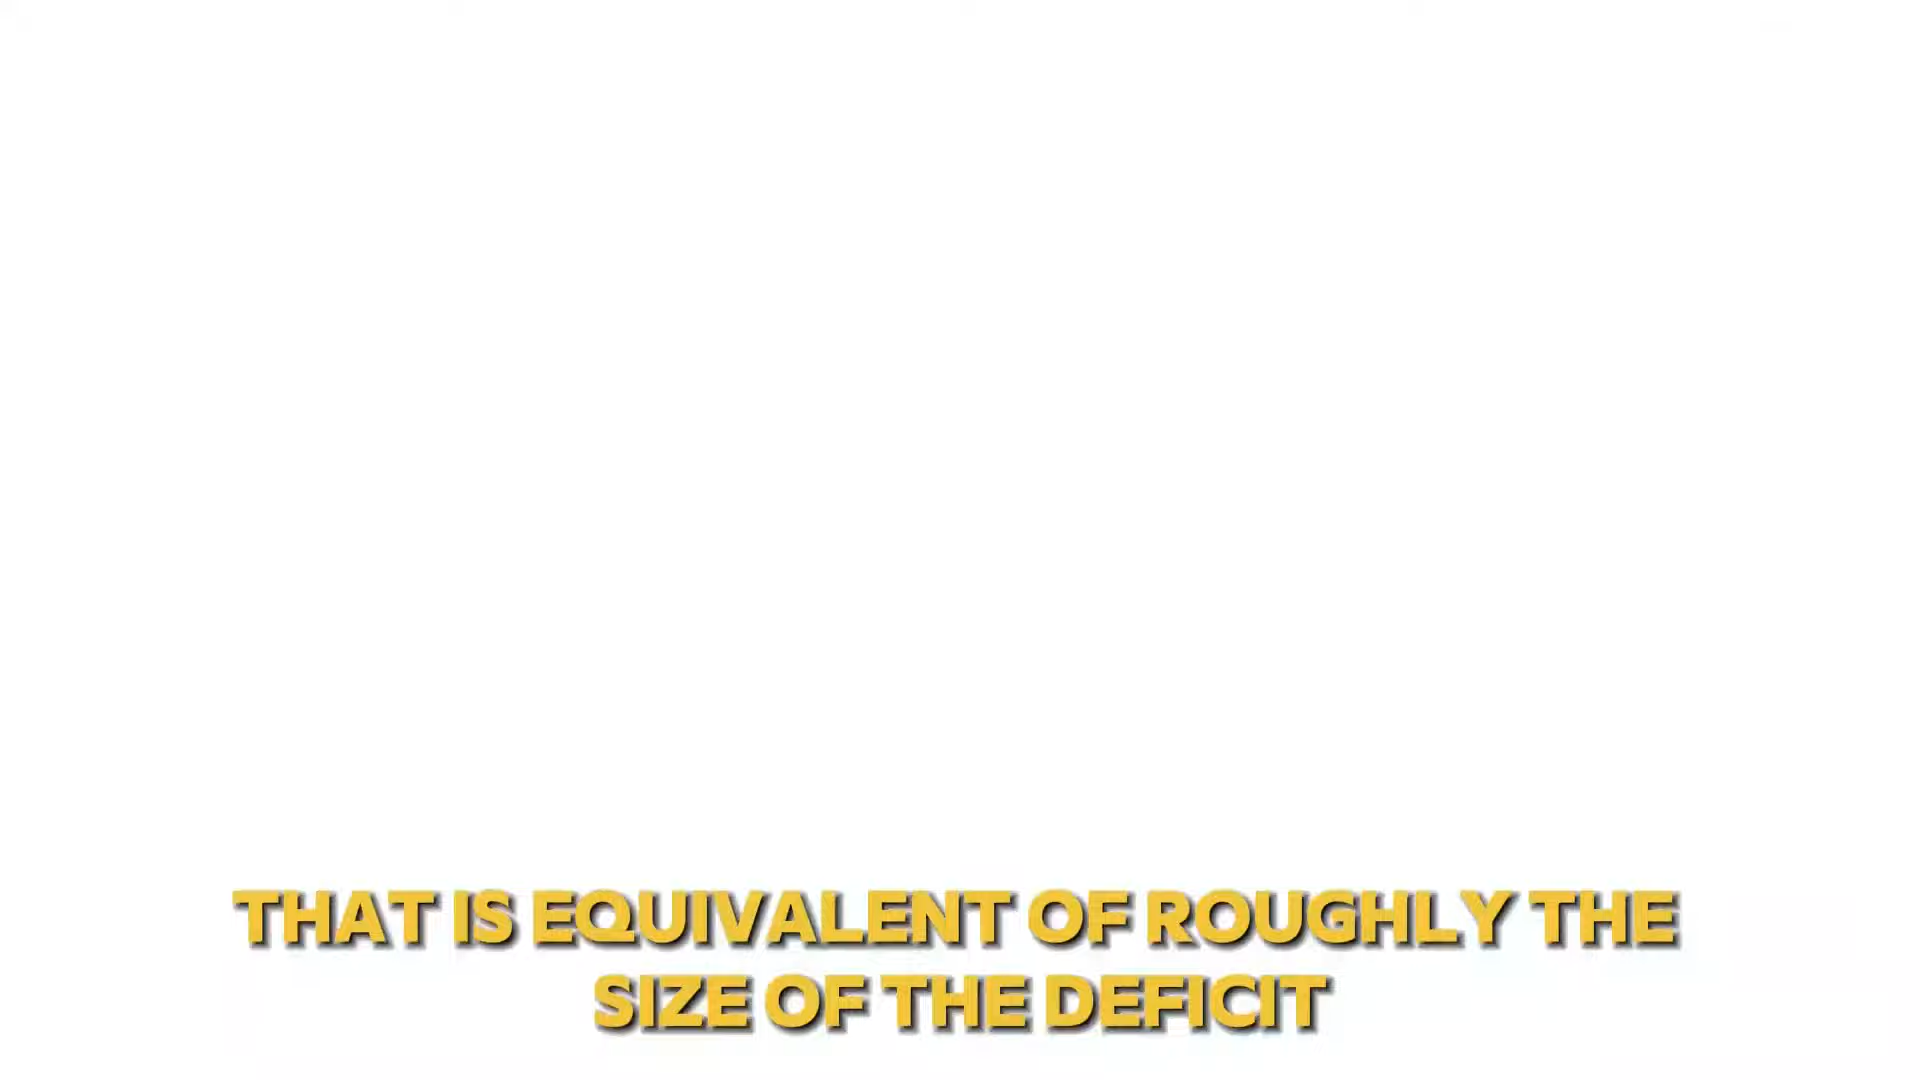 THAT IS EQUIVALENT OF ROUGHLY THE
SIZE OF THE DEFICIT